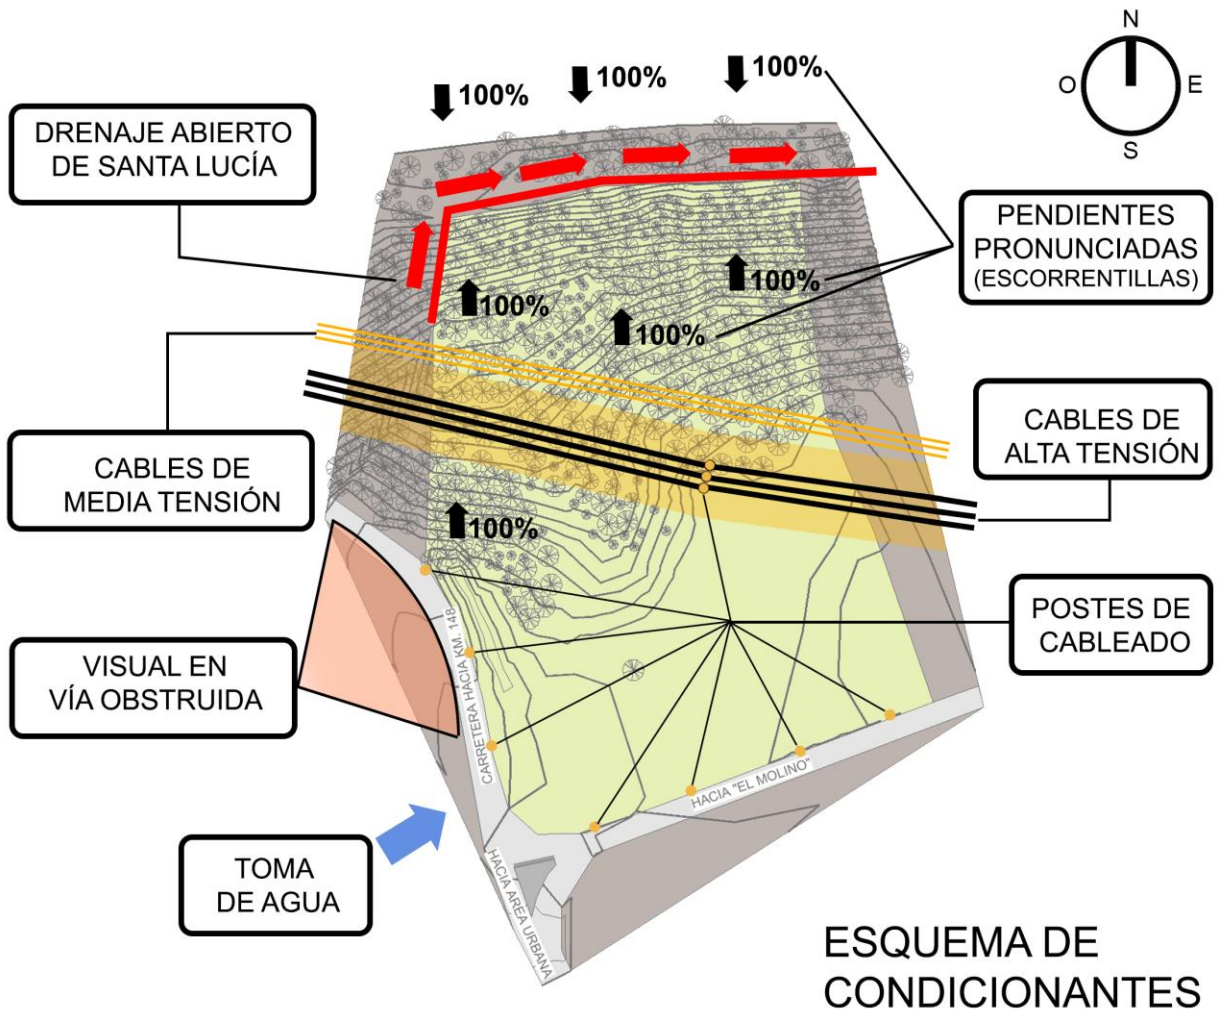 N
O
E
S
100%
100%
100%
DRENAJE ABIERTO
DE SANTA LUCÍA
PENDIENTES
PRONUNCIADAS
(ESCORRENTILLAS)
100%
100%
100%
CABLES DE
MEDIA TENSIÓN
CABLES DE
ALTA TENSIÓN
100%
POSTES DE
CABLEADO
VISUAL EN
VÍA OBSTRUIDA
CARRETERA HACIA KM. 148
HACIA "EL MOLINO"
TOMA
DE AGUA
HACIA AREA URBANA
ESQUEMA DE
CONDICIONANTES